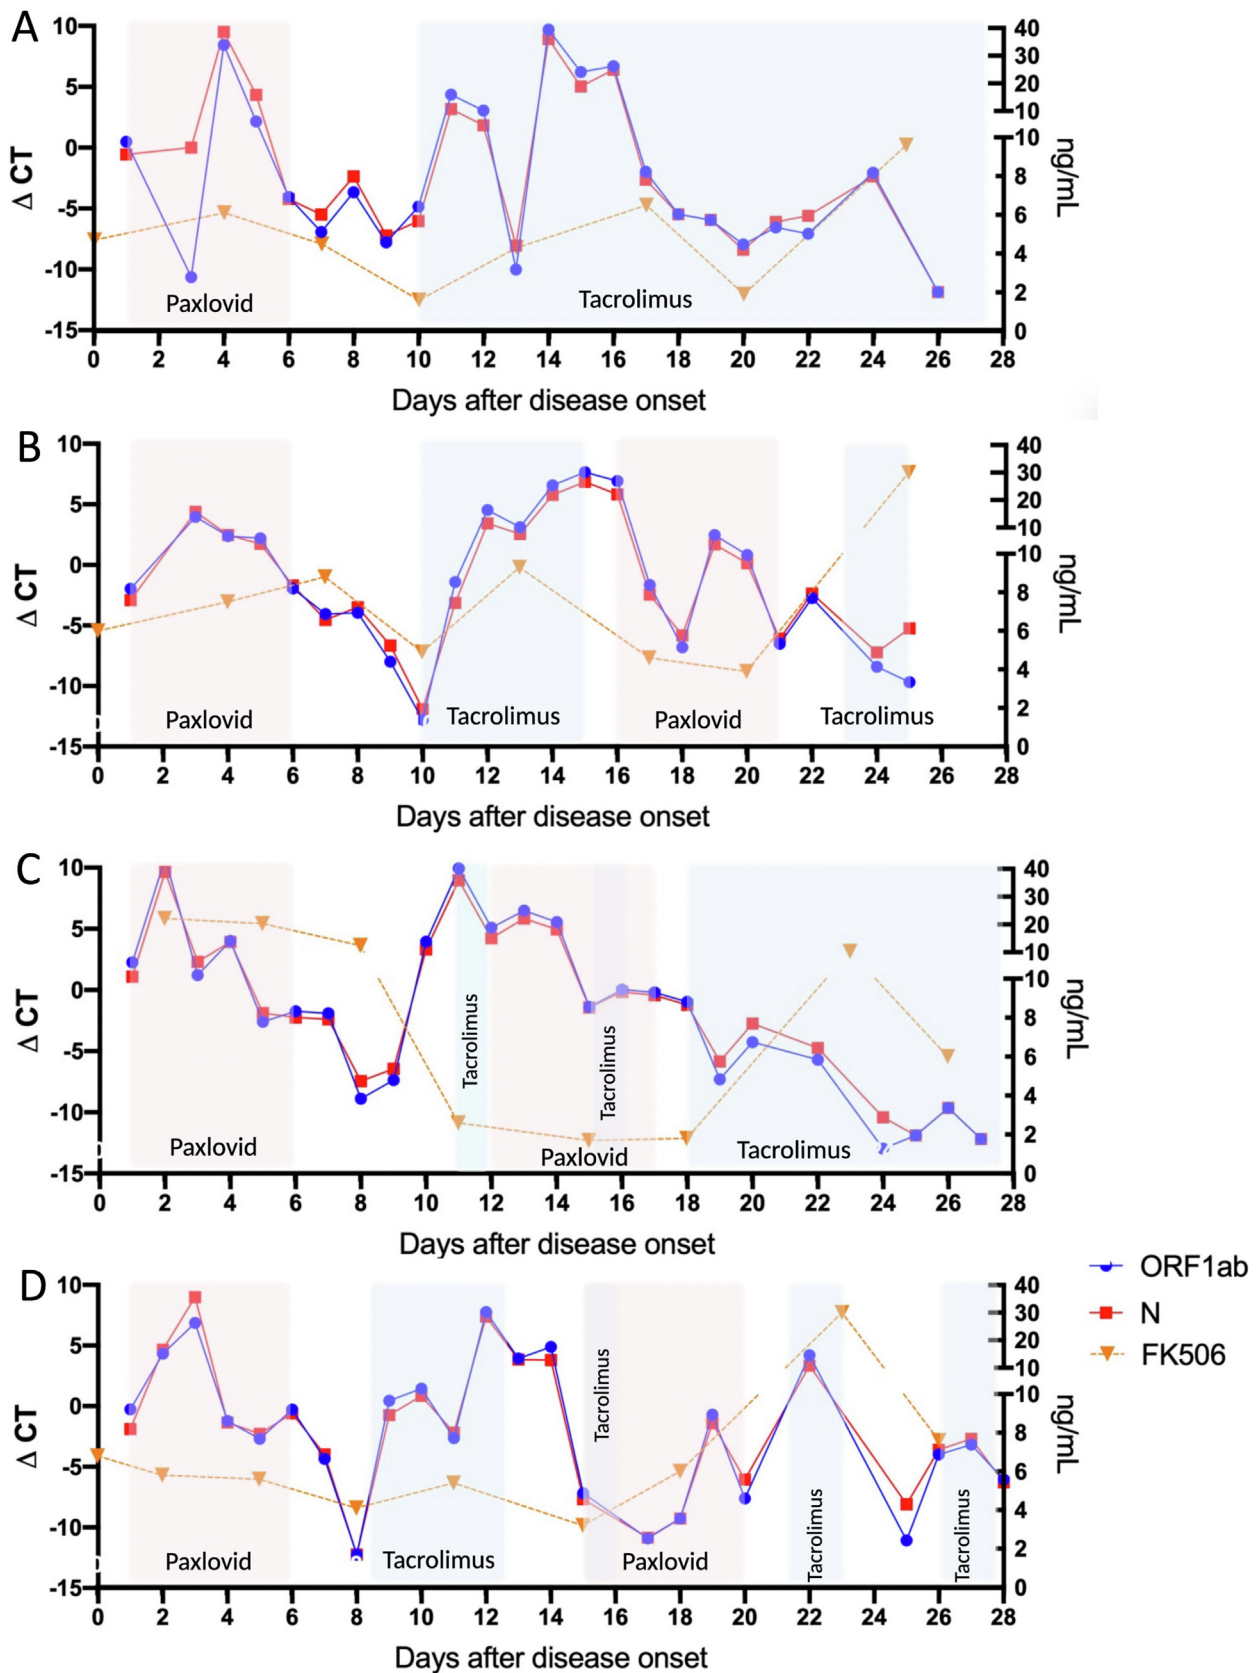 A
10
5
0
-5
-10
-15
Δ CT
40
30
20
10
10
8
6
4
2
0
ng/mL
Paxlovid
Tacrolimus
0 2 4 6 8 10 12 14 16 18 20 22 24 26 28
Days after disease onset
B
10
5
0
-5
-10
-15
Δ CT
40
30
20
10
10
8
6
4
2
0
ng/mL
Paxlovid
Tacrolimus
Paxlovid
Tacrolimus
0 2 4 6 8 10 12 14 16 18 20 22 24 26 28
Days after disease onset
C
10
5
0
-5
-10
-15
Δ CT
40
30
20
10
10
8
6
4
2
0
ng/mL
Paxlovid
Tacrolimus
Paxlovid
Tacrolimus
Tacrolimus
0 2 4 6 8 10 12 14 16 18 20 22 24 26 28
Days after disease onset
D
10
5
0
-5
-10
-15
Δ CT
40
30
20
10
10
8
6
4
2
0
ng/mL
Paxlovid
Tacrolimus
Tacrolimus
Paxlovid
Tacrolimus
Tacrolimus
0 2 4 6 8 10 12 14 16 18 20 22 24 26 28
Days after disease onset
ORF1ab
N
FK506